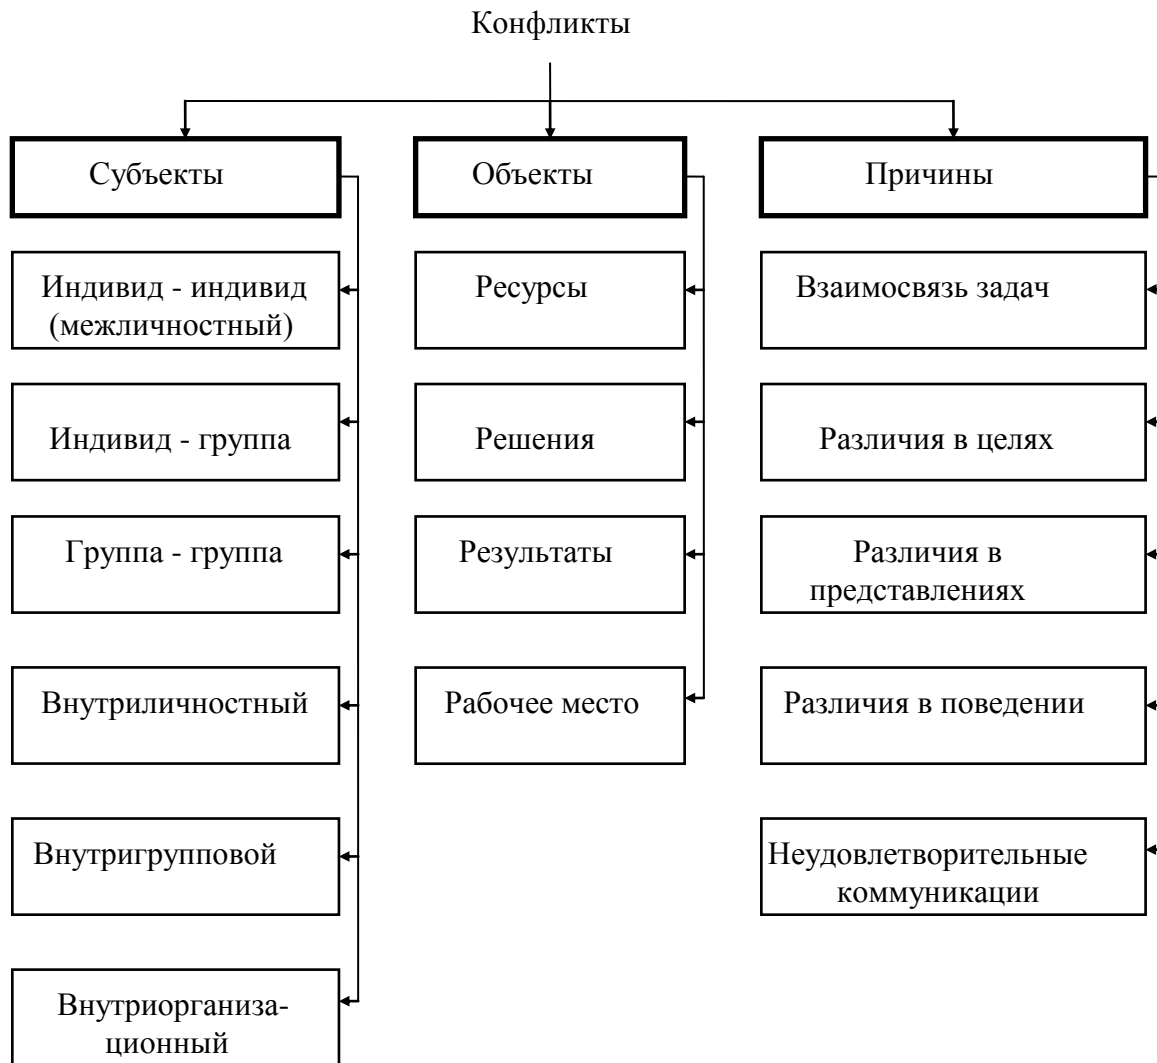 Конфликты
Субъекты
Объекты
Причины
Индивид - индивид
(межличностный)
Ресурсы
Взаимосвязь задач
Индивид - группа
Решения
Различия в целях
Группа - группа
Результаты
Различия в
представлениях
Внутриличностный
Рабочее место
Различия в поведении
Внутригрупповой
Неудовлетворительные
коммуникации
Внутриорганиза-
ционный